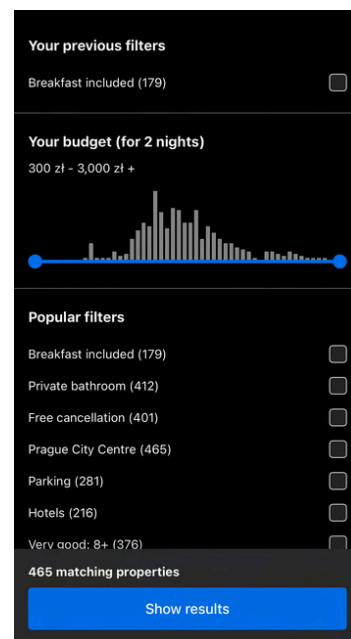 Your previous filters
Breakfast included (179)
Your budget (for 2 nights)
300 zł - 3,000 zł +
Popular filters
Breakfast included (179)
Private bathroom (412)
Free cancellation (401)
Prague City Centre (465)
Parking (281)
Hotels (216)
Very good: 8+ (376)
465 matching properties
Show results